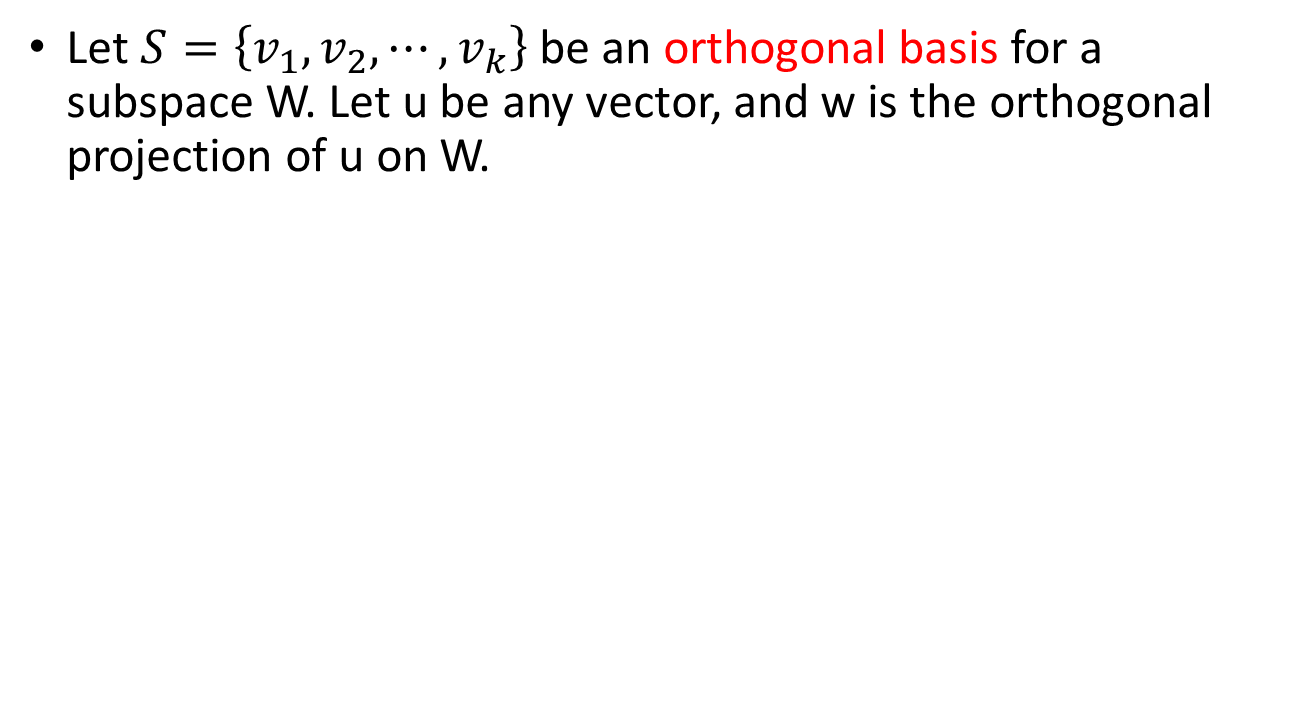 • Let 𝑆 = {𝑣₁, 𝑣₂, ⋯ , 𝑣ₖ} be an orthogonal basis for a
subspace W. Let u be any vector, and w is the orthogonal
projection of u on W.